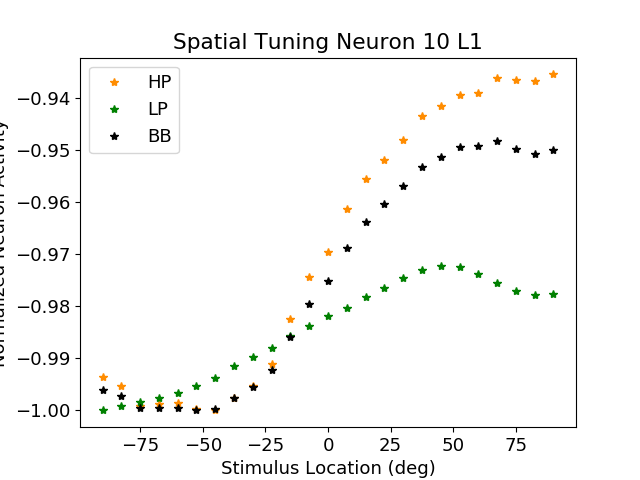 Spatial Tuning Neuron 10 L1
HP
LP
BB
Normalized Neuron Activity
−0.94
−0.95
−0.96
−0.97
−0.98
−0.99
−1.00
−75
−50
−25
0
25
50
75
Stimulus Location (deg)